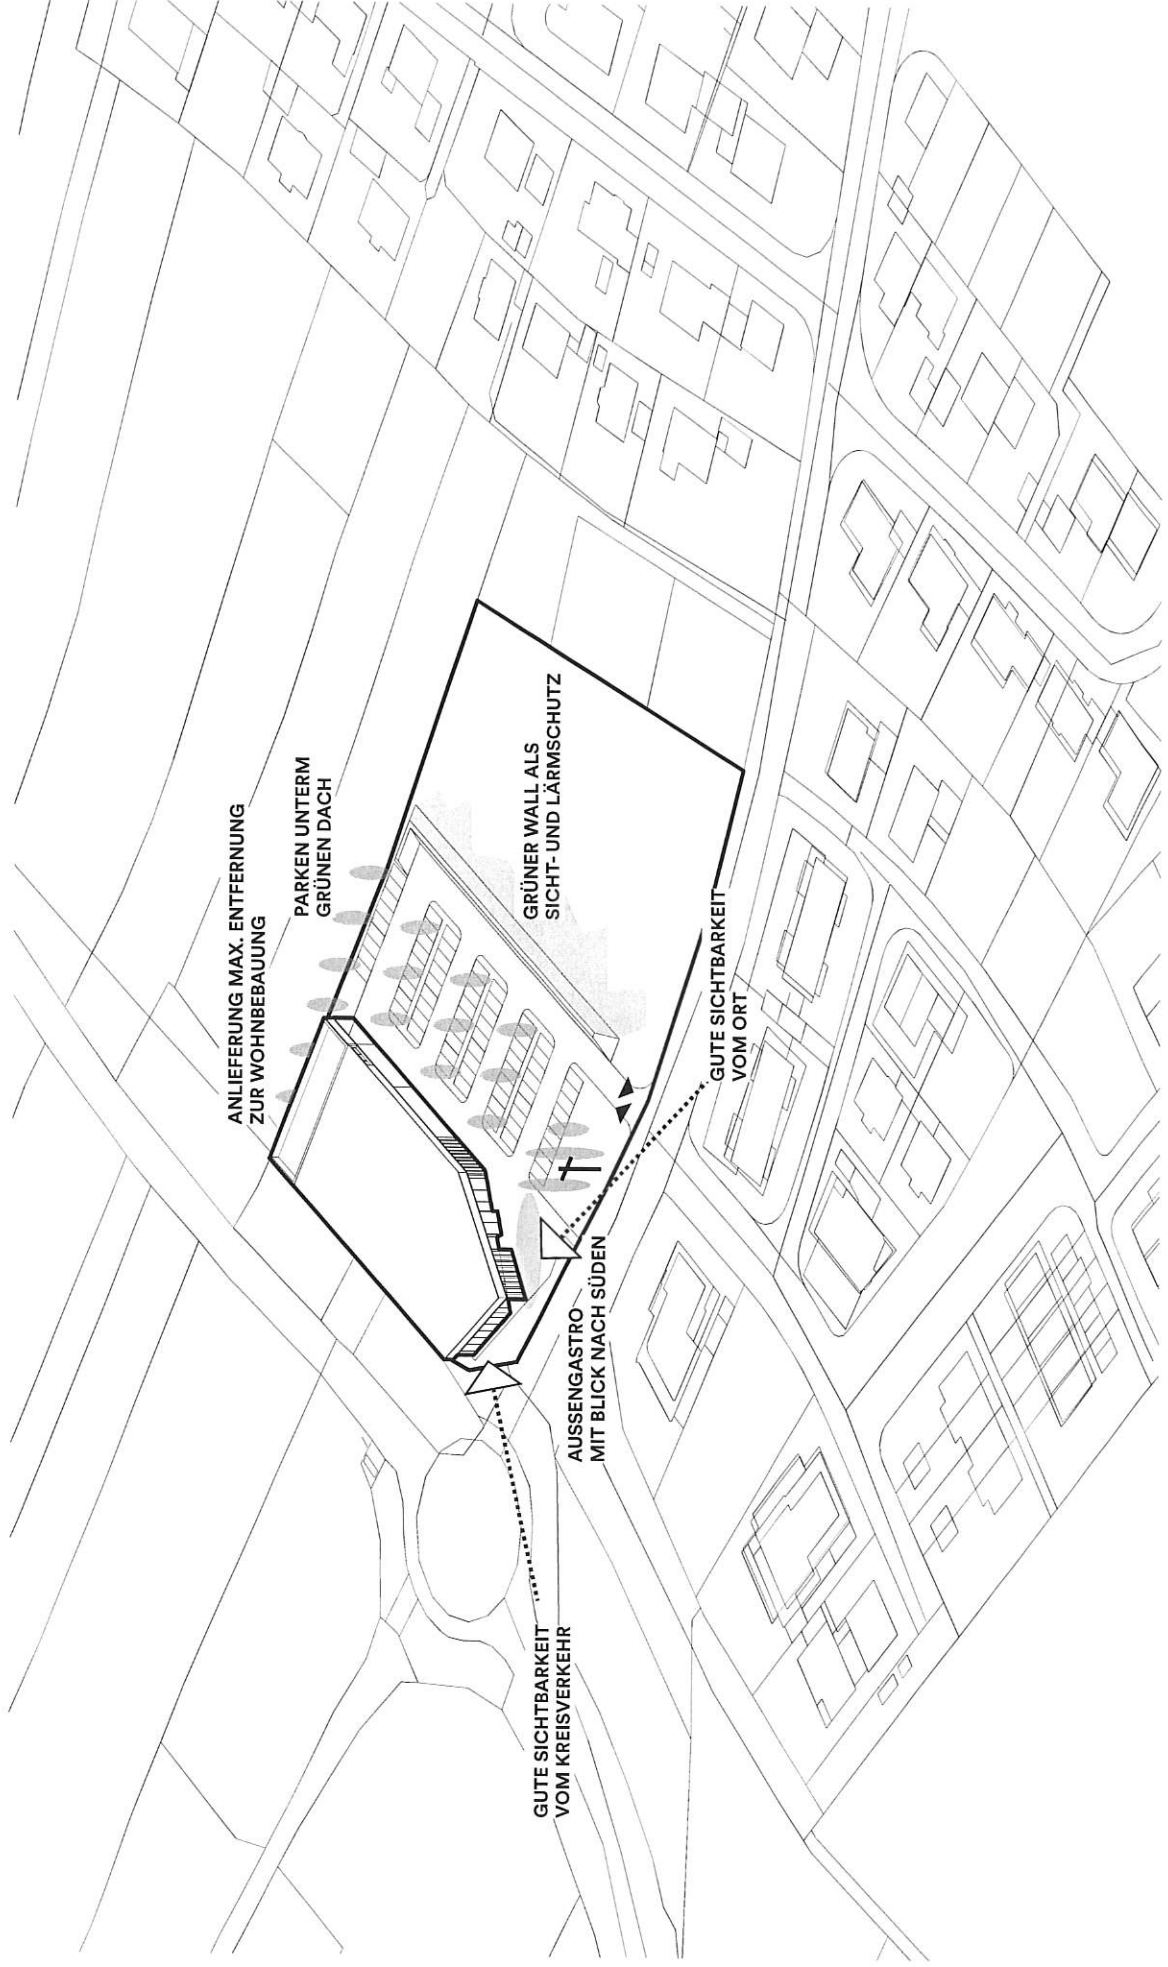 ANLIEFERUNG MAX. ENTFERNUNG
ZUR WOHNBEBAUUNG
PARKEN UNTERM
GRÜNEN DACH
GRÜNER WALL ALS
SICHT- UND LÄRMSCHUTZ
GUTE SICHTBARKEIT
VOM KREISVERKEHR
AUSSENGASTRO
MIT BLICK NACH SÜDEN
GUTE SICHTBARKEIT
VOM ORT